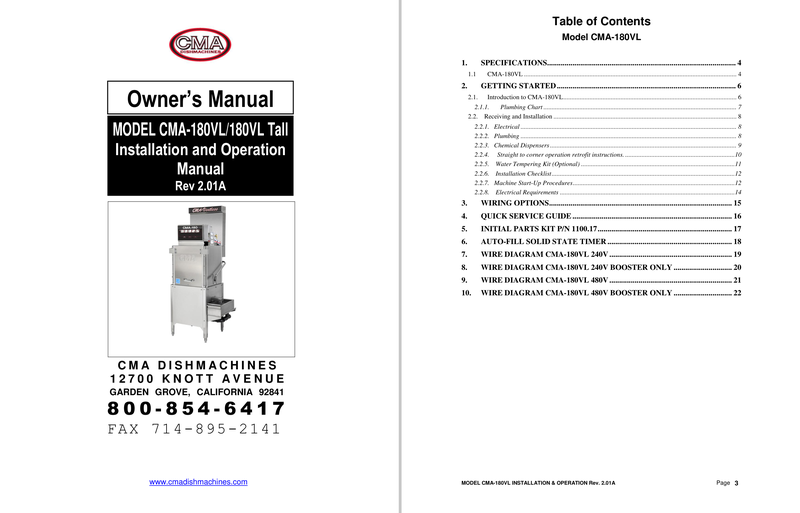 CMA
DISHMACHINES
Owner's Manual
MODEL CMA-180VL/180VL Tall
Installation and Operation
Manual
Rev 2.01A
CMA-180
CMA DISHMACHINES
12700 KNOTT AVENUE
GARDEN GROVE, CALIFORNIA 92841
800-854-6417
FAX 714-895-2141
www.cmadishmachines.com
Table of Contents
Model CMA-180VL
1. SPECIFICATIONS.......... 4
1.1 CMA-180VL.......... 4
2. GETTING STARTED.......... 6
2.1. Introduction to CMA-180VL.......... 6
2.1.1. Plumbing Chart.......... 7
2.2. Receiving and Installation.......... 8
2.2.1. Electrical.......... 8
2.2.2. Plumbing.......... 8
2.2.3. Chemical Dispensers.......... 9
2.2.4. Straight to corner operation retrofit instructions.......... 10
2.2.5. Water Tempering Kit (Optional).......... 11
2.2.6. Installation Checklist.......... 12
2.2.7. Machine Start-Up Procedures.......... 12
2.2.8. Electrical Requirements.......... 14
3. WIRING OPTIONS.......... 15
4. QUICK SERVICE GUIDE.......... 16
5. INITIAL PARTS KIT P/N 1100.17.......... 17
6. AUTO-FILL SOLID STATE TIMER.......... 18
7. WIRE DIAGRAM CMA-180VL 240V.......... 19
8. WIRE DIAGRAM CMA-180VL 240V BOOSTER ONLY.......... 20
9. WIRE DIAGRAM CMA-180VL 480V.......... 21
10. WIRE DIAGRAM CMA-180VL 480V BOOSTER ONLY.......... 22
MODEL CMA-180VL INSTALLATION & OPERATION Rev. 2.01A Page 3